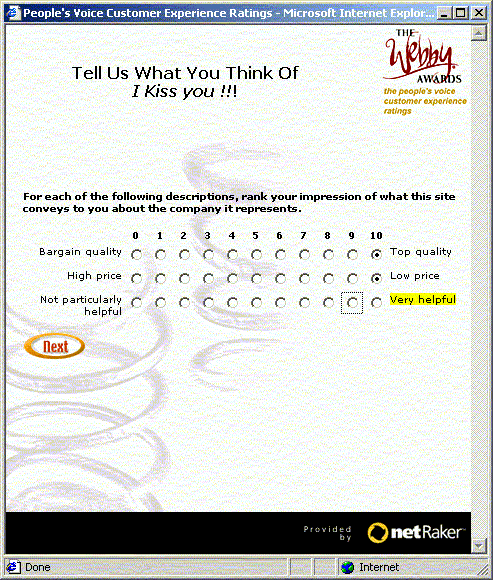 People's Voice Customer Experience Ratings - Microsoft Internet Explor...
THE
Webby
AWARDS
the people's voice
customer experience
ratings
Tell Us What You Think Of
I Kiss you !!!
For each of the following descriptions, rank your impression of what this site
conveys to you about the company it represents.
0 1 2 3 4 5 6 7 8 9 10
Bargain quality Top quality
High price Low price
Not particularly Very helpful
helpful
Next
Provided
by
netRaker™
Done Internet